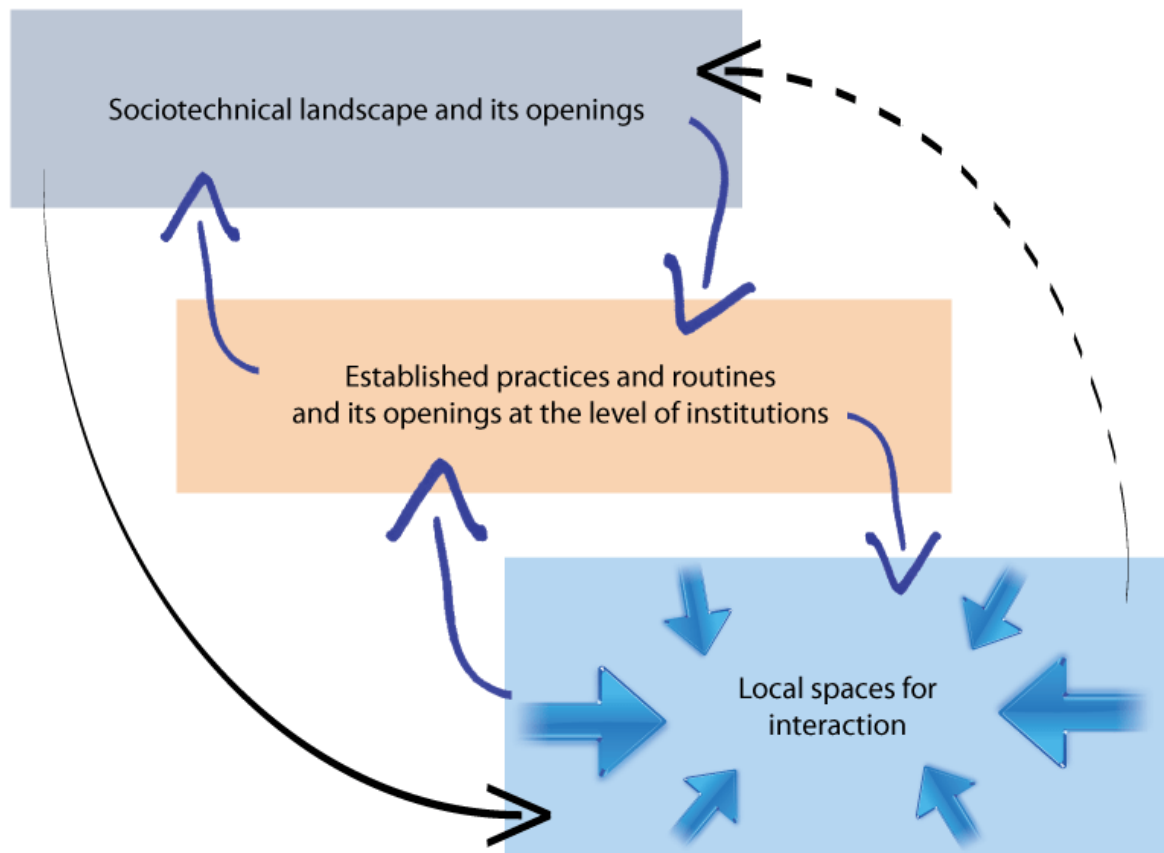 Sociotechnical landscape and its openings
Established practices and routines
and its openings at the level of institutions
Local spaces for
interaction